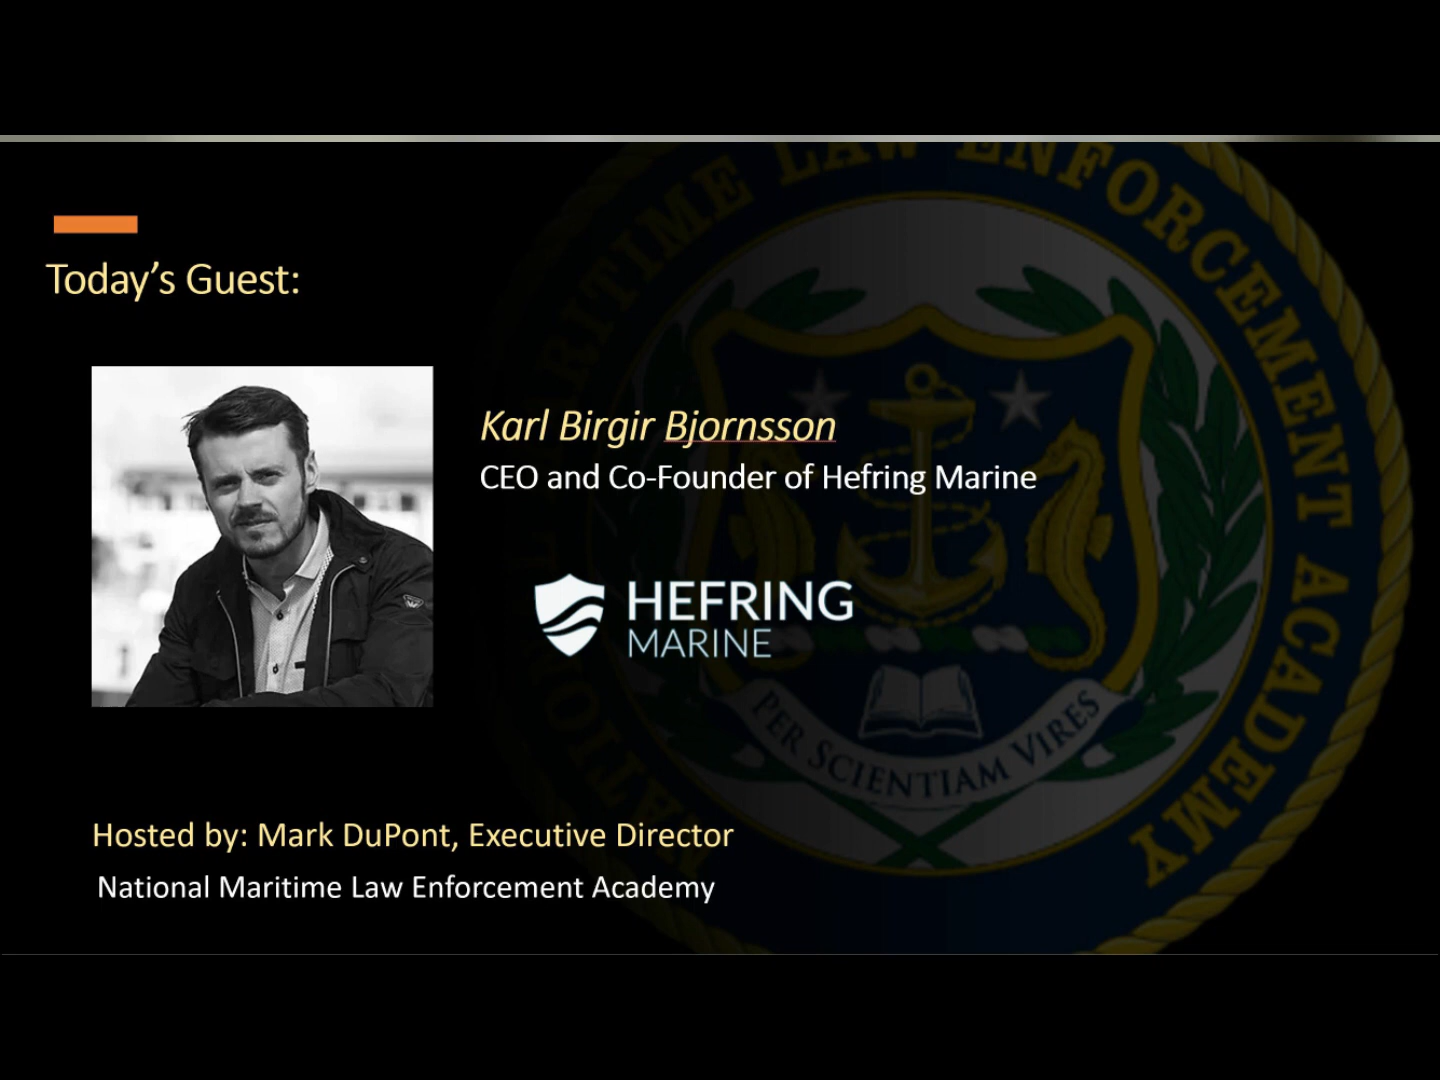 Today's Guest:
Karl Birgir Bjornsson
CEO and Co-Founder of Hefring Marine
HEFRING
MARINE
Hosted by: Mark DuPont, Executive Director
National Maritime Law Enforcement Academy
LAW ENFORCEMENT ACADEMY
PER SCIENTIAM VIRES